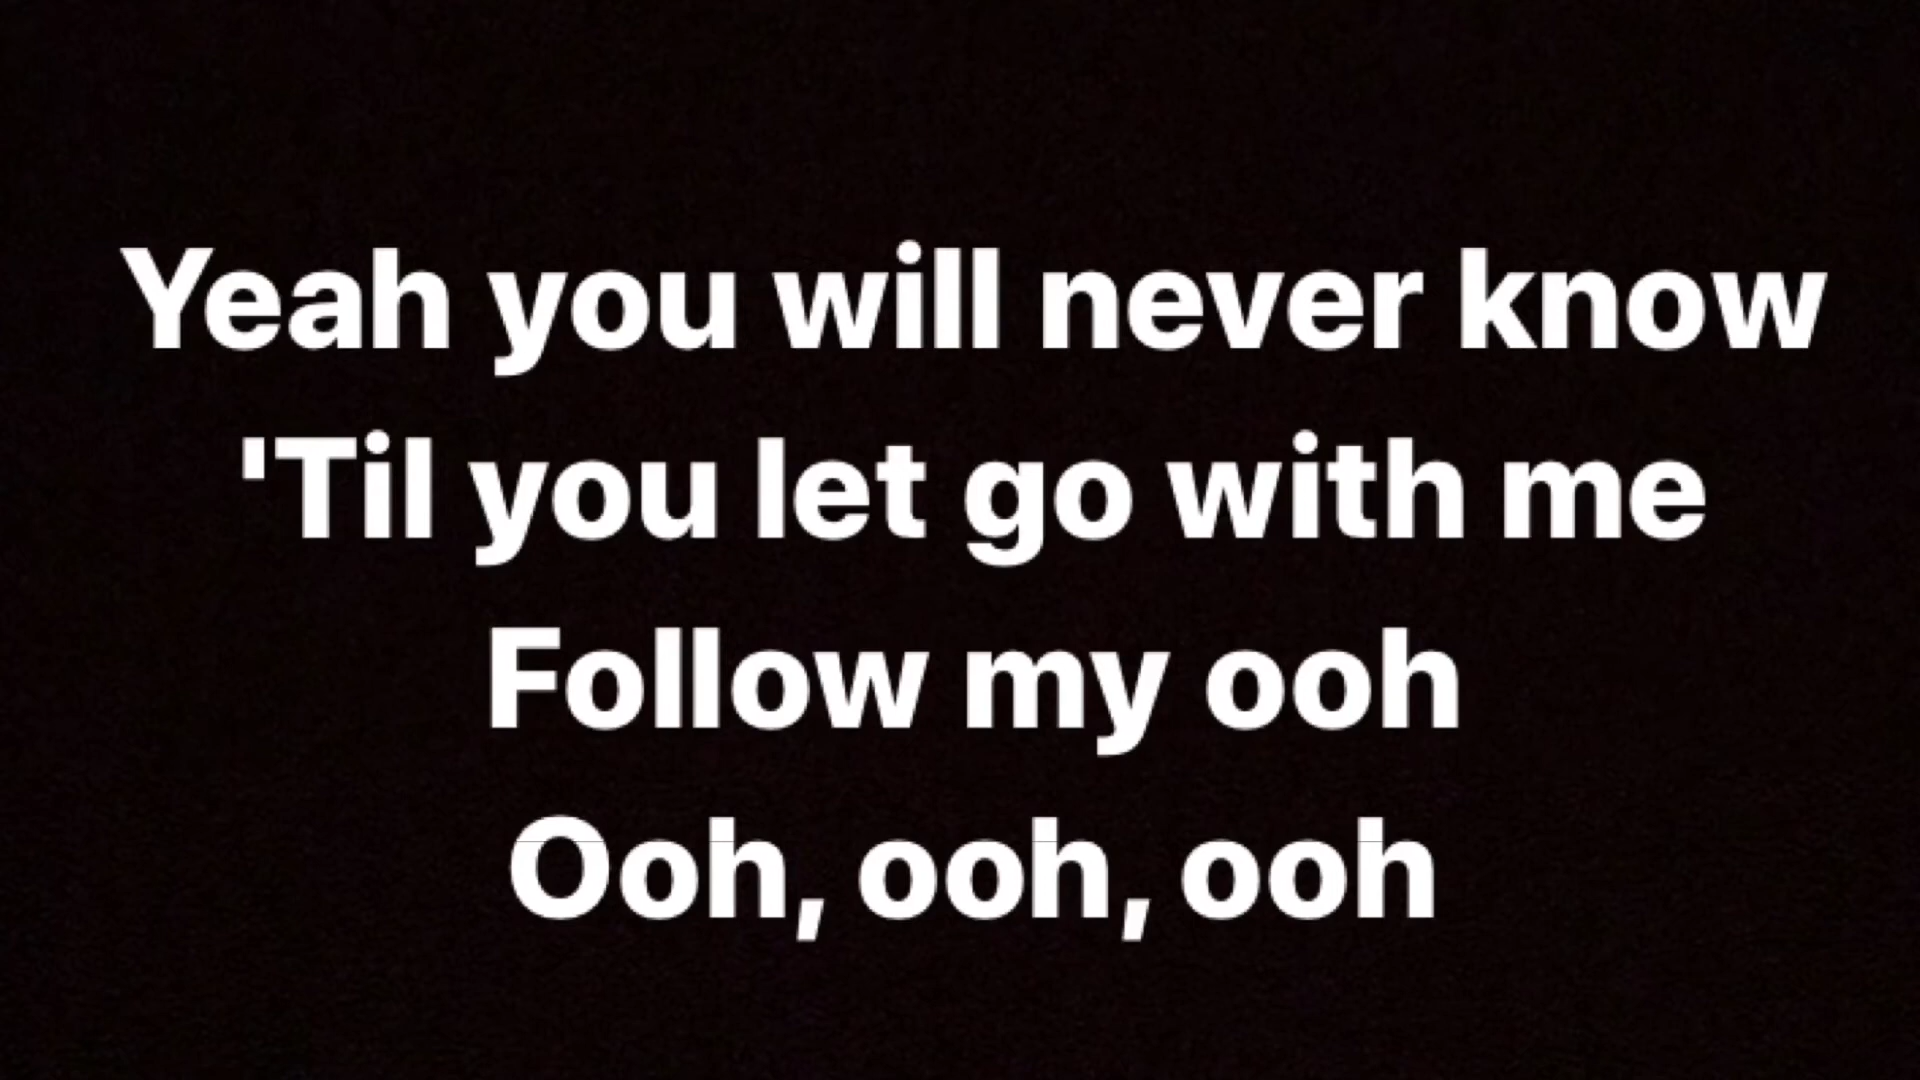 Yeah you will never know
'Til you let go with me
Follow my ooh
Ooh, ooh, ooh